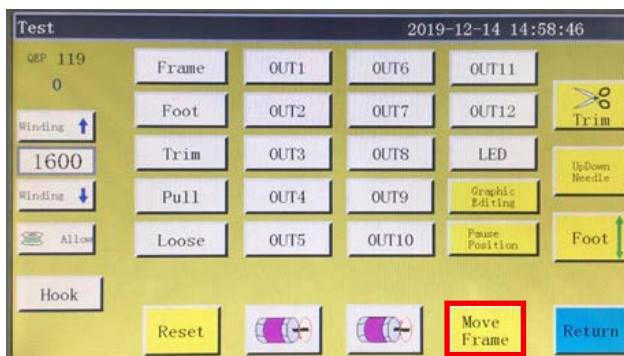 Test 2019-12-14 14:58:46
QEP 119
0
Winding
1600
Winding
Allow
Hook
Frame OUT1 OUT6 OUT11
Foot OUT2 OUT7 OUT12
Trim OUT3 OUT8 LED
Pull OUT4 OUT9 Graphic
Editing
Loose OUT5 OUT10 Pause
Position
Reset Move
Frame
Trim
UpDown
Needle
Foot
Return